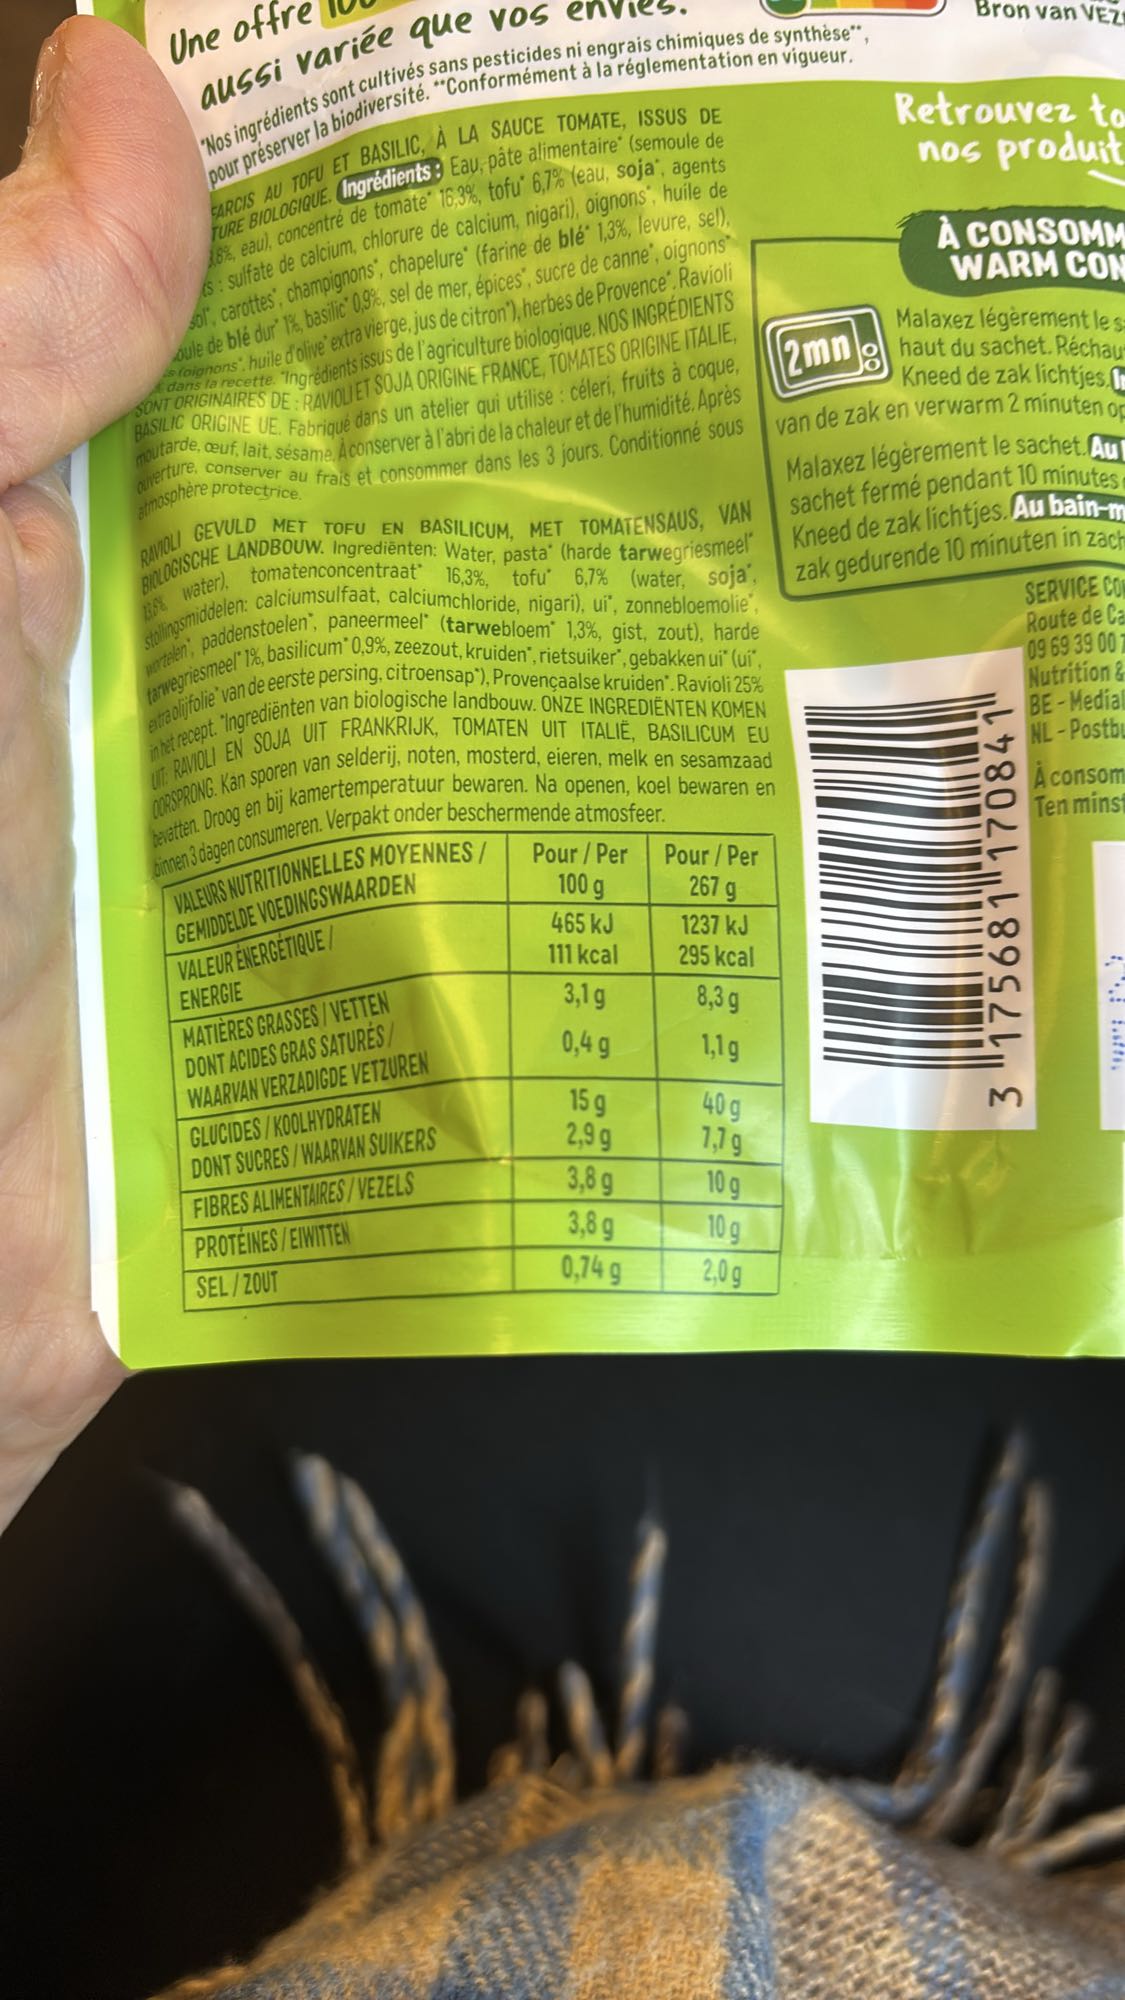 Une offre 100
aussi variée que vos envies.
*Nos ingrédients sont cultivés sans pesticides ni engrais chimiques de synthèse**,
pour préserver la biodiversité. **Conformément à la réglementation en vigueur.
FARCIS AU TOFU ET BASILIC, À LA SAUCE TOMATE, ISSUS DE
TURE BIOLOGIQUE. Ingrédients : Eau, pâte alimentaire* (semoule de
eau), concentré de tomate* 16,3%, tofu* 6,7% (eau, soja*, agents
ts : sulfate de calcium, chlorure de calcium, nigari), oignons*, huile de
sol*, carottes*, champignons*, chapelure* (farine de blé* 1,3%, levure, sel),
oule de blé dur* 1%, basilic* 0,9%, sel de mer, épices*, sucre de canne*, oignons*
s (oignons*, huile d'olive* extra vierge, jus de citron*), herbes de Provence*. Ravioli
dans la recette. *Ingrédients issus de l'agriculture biologique. NOS INGRÉDIENTS
SONT ORIGINAIRES DE : RAVIOLI ET SOJA ORIGINE FRANCE, TOMATES ORIGINE ITALIE,
BASILIC ORIGINE UE. Fabriqué dans un atelier qui utilise : céleri, fruits à coque,
moutarde, œuf, lait, sésame. À conserver à l'abri de la chaleur et de l'humidité. Après
ouverture, conserver au frais et consommer dans les 3 jours. Conditionné sous
atmosphère protectrice.
RAVIOLI GEVULD MET TOFU EN BASILICUM, MET TOMATENSAUS, VAN
BIOLOGISCHE LANDBOUW. Ingrediënten: Water, pasta* (harde tarwegriesmeel*
13,6%, water), tomatenconcentraat* 16,3%, tofu* 6,7% (water, soja*,
stollingsmiddelen: calciumsulfaat, calciumchloride, nigari), ui*, zonnebloemolie*,
wortelen*, paddenstoelen*, paneermeel* (tarwebloem* 1,3%, gist, zout), harde
tarwegriesmeel* 1%, basilicum* 0,9%, zeezout, kruiden*, rietsuiker*, gebakken ui* (ui*,
extra olijfolie* van de eerste persing, citroensap*), Provençaalse kruiden*. Ravioli 25%
in het recept. *Ingrediënten van biologische landbouw. ONZE INGREDIËNTEN KOMEN
UIT: RAVIOLI EN SOJA UIT FRANKRIJK, TOMATEN UIT ITALIË, BASILICUM EU
OORSPRONG. Kan sporen van selderij, noten, mosterd, eieren, melk en sesamzaad
bevatten. Droog en bij kamertemperatuur bewaren. Na openen, koel bewaren en
binnen 3 dagen consumeren. Verpakt onder beschermende atmosfeer.
VALEURS NUTRITIONNELLES MOYENNES / Pour / Per Pour / Per
GEMIDDELDE VOEDINGSWAARDEN 100 g 267 g
VALEUR ÉNERGÉTIQUE / 465 kJ 1237 kJ
ENERGIE 111 kcal 295 kcal
MATIÈRES GRASSES / VETTEN 3,1 g 8,3 g
DONT ACIDES GRAS SATURÉS /
WAARVAN VERZADIGDE VETZUREN 0,4 g 1,1 g
GLUCIDES / KOOLHYDRATEN 15 g 40 g
DONT SUCRES / WAARVAN SUIKERS 2,9 g 7,7 g
FIBRES ALIMENTAIRES / VEZELS 3,8 g 10 g
PROTÉINES / EIWITTEN 3,8 g 10 g
SEL / ZOUT 0,74 g 2,0 g
Bron van VEZ
Retrouvez to
nos produit
À CONSOMM
WARM CON
2mn
Malaxez légèrement le s
haut du sachet. Réchau
Kneed de zak lichtjes.
van de zak en verwarm 2 minuten op
Malaxez légèrement le sachet. Au
sachet fermé pendant 10 minutes
Kneed de zak lichtjes. Au bain-m
zak gedurende 10 minuten in zach
SERVICE CO
Route de Ca
09 69 39 00 7
Nutrition &
BE - Medial
NL - Postbu
À consom
Ten minst
3 175681 170841